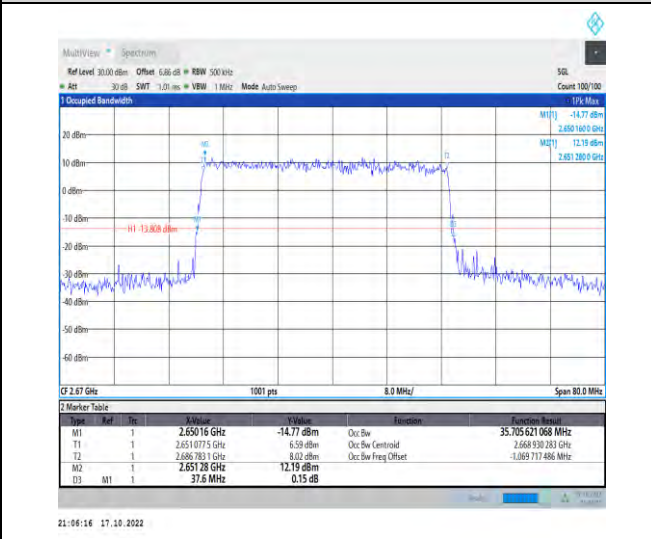 MultiView Spectrum
Ref Level 30.00 dBm Offset 6.86 dB RBW 500 kHz SGL
Att 30 dB SWT 1.01 ms VBW 1 MHz Mode Auto Sweep Count 100/100
1 Occupied Bandwidth 1Pk Max
M1[1] -14.77 dBm
2.650 160 0 GHz
M2[1] 12.19 dBm
2.651 280 0 GHz
20 dBm
M2
T1
T2
10 dBm
0 dBm
-10 dBm
H1 -13.808 dBm
-20 dBm
-30 dBm
-40 dBm
-50 dBm
-60 dBm
CF 2.67 GHz 1001 pts 8.0 MHz/ Span 80.0 MHz
2 Marker Table
Type Ref Trc X-Value Y-Value Function Function Result
M1 1 2.65016 GHz -14.77 dBm Occ Bw 35.705 621 068 MHz
T1 1 2.651 077 5 GHz 6.59 dBm Occ Bw Centroid 2.668 930 283 GHz
T2 1 2.686 783 1 GHz 8.02 dBm Occ Bw Freq Offset -1.069 717 486 MHz
M2 1 2.65128 GHz 12.19 dBm
D3 M1 1 37.6 MHz 0.15 dB
21:06:16 17.10.2022